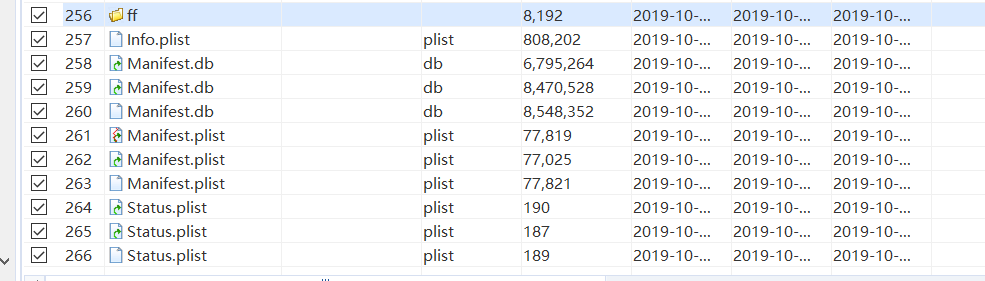 256 ff 8,192 2019-10-... 2019-10-... 2019-10-...
257 Info.plist plist 808,202 2019-10-... 2019-10-... 2019-10-...
258 Manifest.db db 6,795,264 2019-10-... 2019-10-... 2019-10-...
259 Manifest.db db 8,470,528 2019-10-... 2019-10-... 2019-10-...
260 Manifest.db db 8,548,352 2019-10-... 2019-10-... 2019-10-...
261 Manifest.plist plist 77,819 2019-10-... 2019-10-... 2019-10-...
262 Manifest.plist plist 77,025 2019-10-... 2019-10-... 2019-10-...
263 Manifest.plist plist 77,821 2019-10-... 2019-10-... 2019-10-...
264 Status.plist plist 190 2019-10-... 2019-10-... 2019-10-...
265 Status.plist plist 187 2019-10-... 2019-10-... 2019-10-...
266 Status.plist plist 189 2019-10-... 2019-10-... 2019-10-...